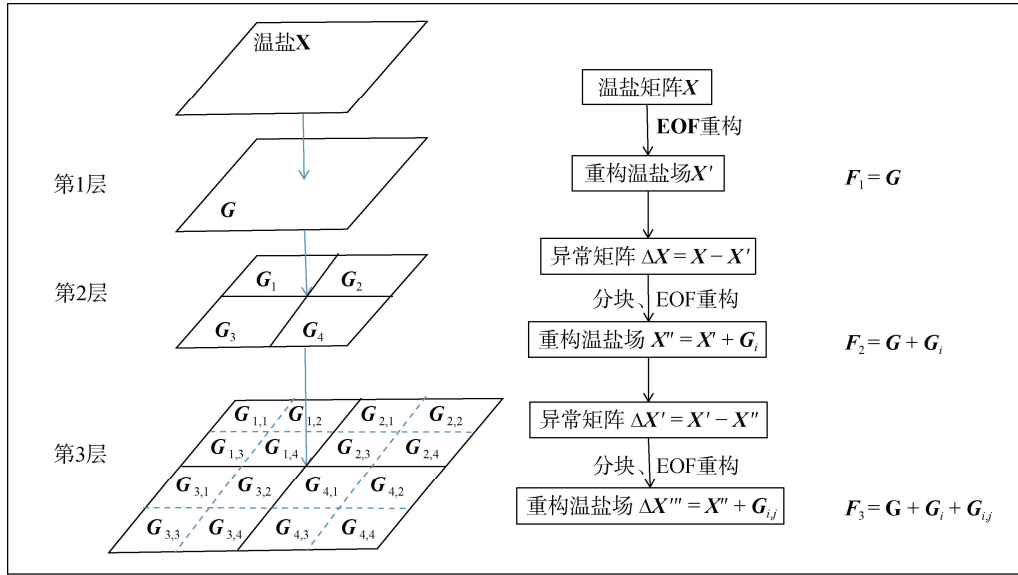 温盐X
第1层
G
第2层
G₁ G₂
G₃ G₄
第3层
G₁,₁ G₁,₂ G₂,₁ G₂,₂
G₁,₃ G₁,₄ G₂,₃ G₂,₄
G₃,₁ G₃,₂ G₄,₁ G₄,₂
G₃,₃ G₃,₄ G₄,₃ G₄,₄
温盐矩阵X
EOF重构
重构温盐场X′
异常矩阵 ΔX = X − X′
分块、EOF重构
重构温盐场 X″ = X′ + Gᵢ
异常矩阵 ΔX′ = X′ − X″
分块、EOF重构
重构温盐场 ΔX‴ = X″ + Gᵢ,ⱼ
F₁ = G
F₂ = G + Gᵢ
F₃ = G + Gᵢ + Gᵢ,ⱼ